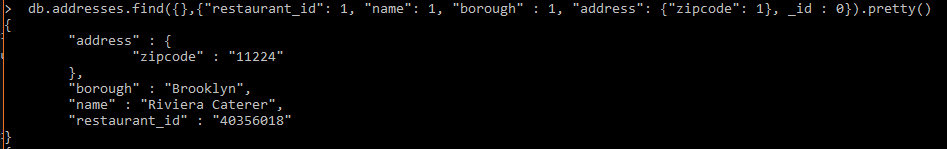 > db.addresses.find({},{"restaurant_id": 1, "name": 1, "borough" : 1, "address": {"zipcode": 1}, _id : 0}).pretty()
{
"address" : {
"zipcode" : "11224"
},
"borough" : "Brooklyn",
"name" : "Riviera Caterer",
"restaurant_id" : "40356018"
}